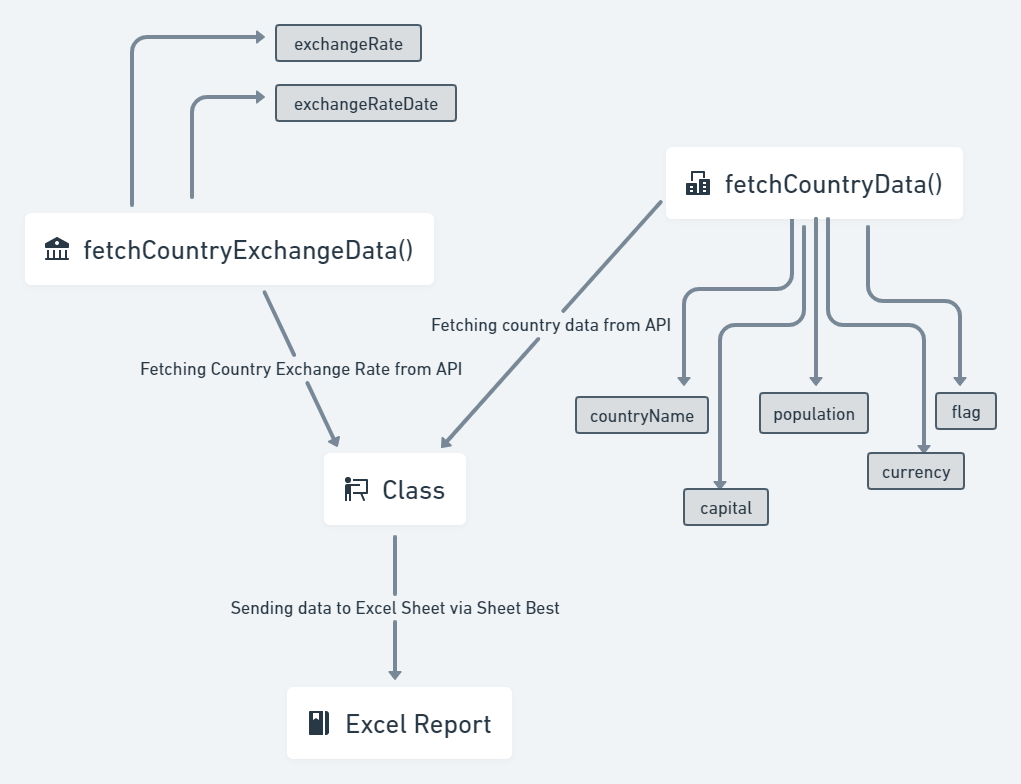 exchangeRate
exchangeRateDate
fetchCountryData()
fetchCountryExchangeData()
Fetching country data from API
Fetching Country Exchange Rate from API
countryName
population
flag
currency
capital
Class
Sending data to Excel Sheet via Sheet Best
Excel Report